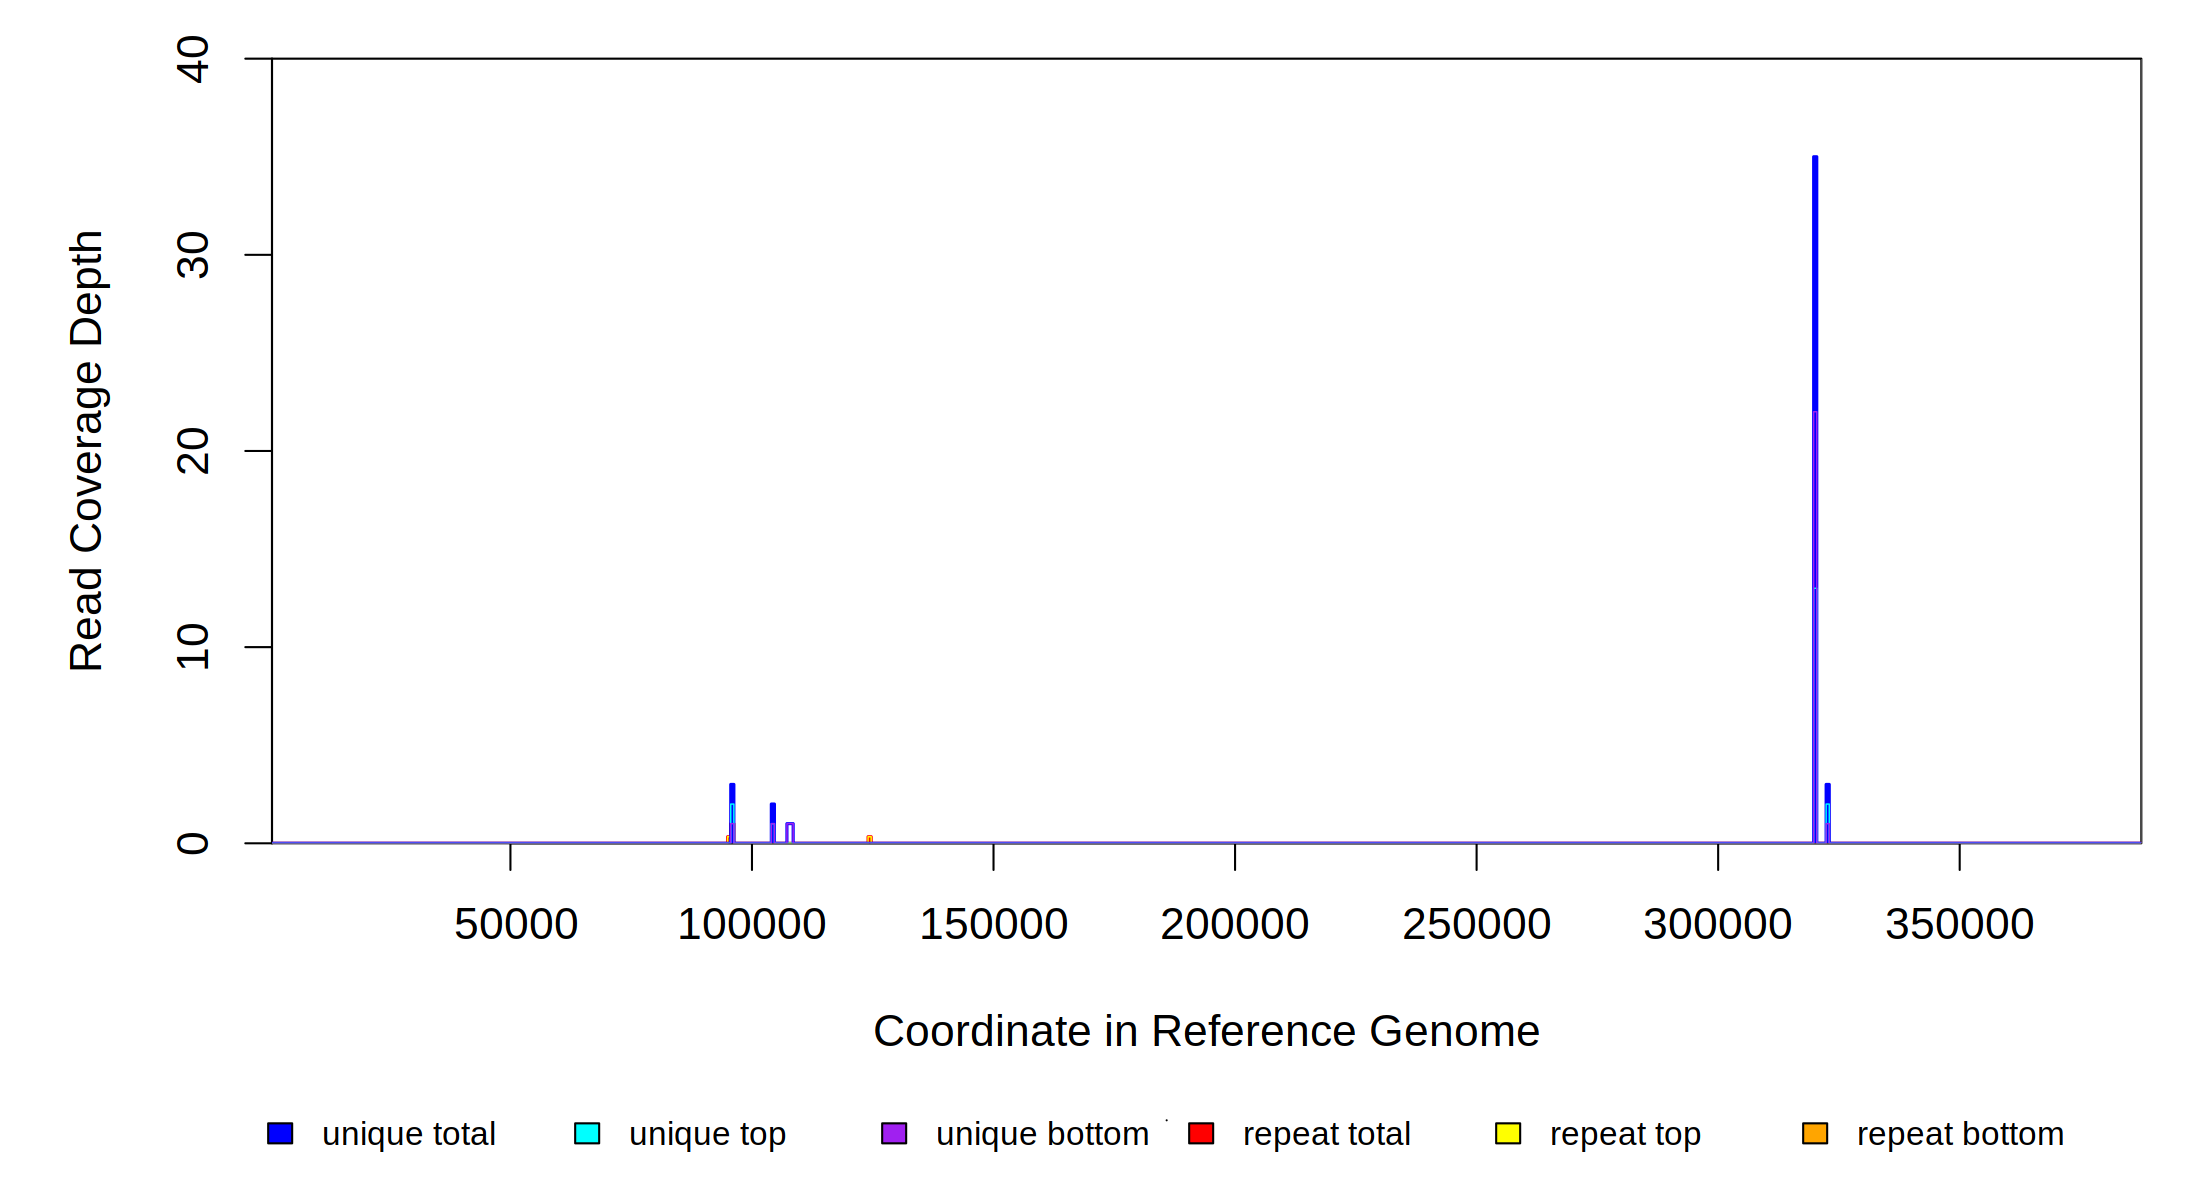 40
30
20
10
0
Read Coverage Depth
50000 100000 150000 200000 250000 300000 350000
Coordinate in Reference Genome
unique total unique top unique bottom repeat total repeat top repeat bottom